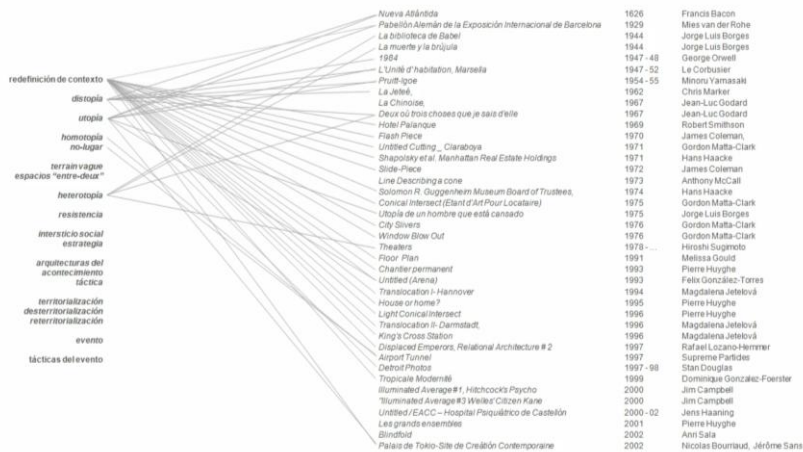 redefinición de contexto
distopía
utopía
homotopía
no-lugar
terrain vague
espacios "entre-deux"
heterotopía
resistencia
intersticio social
estrategia
arquitecturas del
acontecimiento
táctica
territorialización
desterritorialización
reterritorialización
evento
tácticas del evento
Nueva Atlántida 1626 Francis Bacon
Pabellón Alemán de la Exposición Internacional de Barcelona 1929 Mies van der Rohe
La biblioteca de Babel 1944 Jorge Luis Borges
La muerte y la brújula 1944 Jorge Luis Borges
1984 1947 - 48 George Orwell
L'Unité d'habitation, Marsella 1947 - 52 Le Corbusier
Pruitt-Igoe 1954 - 55 Minoru Yamasaki
La Jeteé, 1962 Chris Marker
La Chinoise, 1967 Jean-Luc Godard
Deux où trois choses que je sais d'elle 1967 Jean-Luc Godard
Hotel Palanque 1969 Robert Smithson
Flash Piece 1970 James Coleman,
Untitled Cutting _ Claraboya 1971 Gordon Matta-Clark
Shapolsky et al. Manhattan Real Estate Holdings 1971 Hans Haacke
Slide-Piece 1972 James Coleman
Line Describing a cone 1973 Anthony McCall
Solomon R. Guggenheim Museum Board of Trustees, 1974 Hans Haacke
Conical Intersect (Etant d'Art Pour Locataire) 1975 Gordon Matta-Clark
Utopía de un hombre que está cansado 1975 Jorge Luis Borges
City Slivers 1976 Gordon Matta-Clark
Window Blow Out 1976 Gordon Matta-Clark
Theaters 1978 - ... Hiroshi Sugimoto
Floor Plan 1991 Melissa Gould
Chantier permanent 1993 Pierre Huyghe
Untitled (Arena) 1993 Felix González-Torres
Translocation I- Hannover 1994 Magdalena Jetelová
House or home? 1995 Pierre Huyghe
Light Conical Intersect 1996 Pierre Huyghe
Translocation II- Darmstadt, 1996 Magdalena Jetelová
King's Cross Station 1996 Magdalena Jetelová
Displaced Emperors, Relational Architecture # 2 1997 Rafael Lozano-Hemmer
Airport Tunnel 1997 Supreme Partides
Detroit Photos 1997 - 98 Stan Douglas
Tropicale Modernité 1999 Dominique Gonzalez-Foerster
Illuminated Average #1, Hitchcock's Psycho 2000 Jim Campbell
"Illuminated Average #3 Welles' Citizen Kane 2000 Jim Campbell
Untitled / EACC – Hospital Psiquiátrico de Castellón 2000 - 02 Jens Haaning
Les grands ensembles 2001 Pierre Huyghe
Blindfold 2002 Anri Sala
Palais de Tokio-Site de Creátión Contemporaine 2002 Nicolas Bourriaud, Jérôme Sans